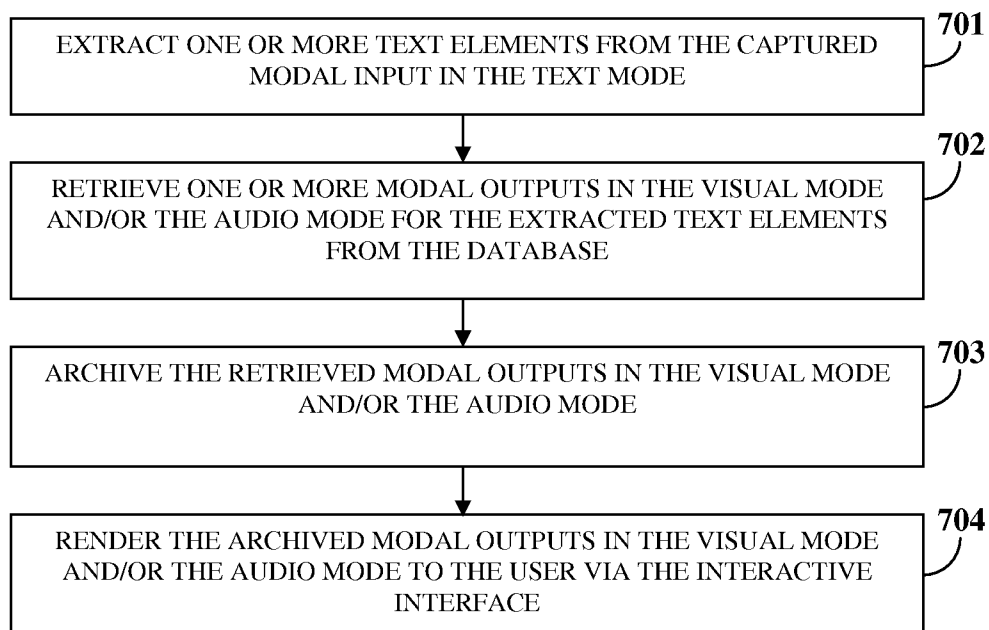 701
EXTRACT ONE OR MORE TEXT ELEMENTS FROM THE CAPTURED
MODAL INPUT IN THE TEXT MODE
702
RETRIEVE ONE OR MORE MODAL OUTPUTS IN THE VISUAL MODE
AND/OR THE AUDIO MODE FOR THE EXTRACTED TEXT ELEMENTS
FROM THE DATABASE
703
ARCHIVE THE RETRIEVED MODAL OUTPUTS IN THE VISUAL MODE
AND/OR THE AUDIO MODE
704
RENDER THE ARCHIVED MODAL OUTPUTS IN THE VISUAL MODE
AND/OR THE AUDIO MODE TO THE USER VIA THE INTERACTIVE
INTERFACE